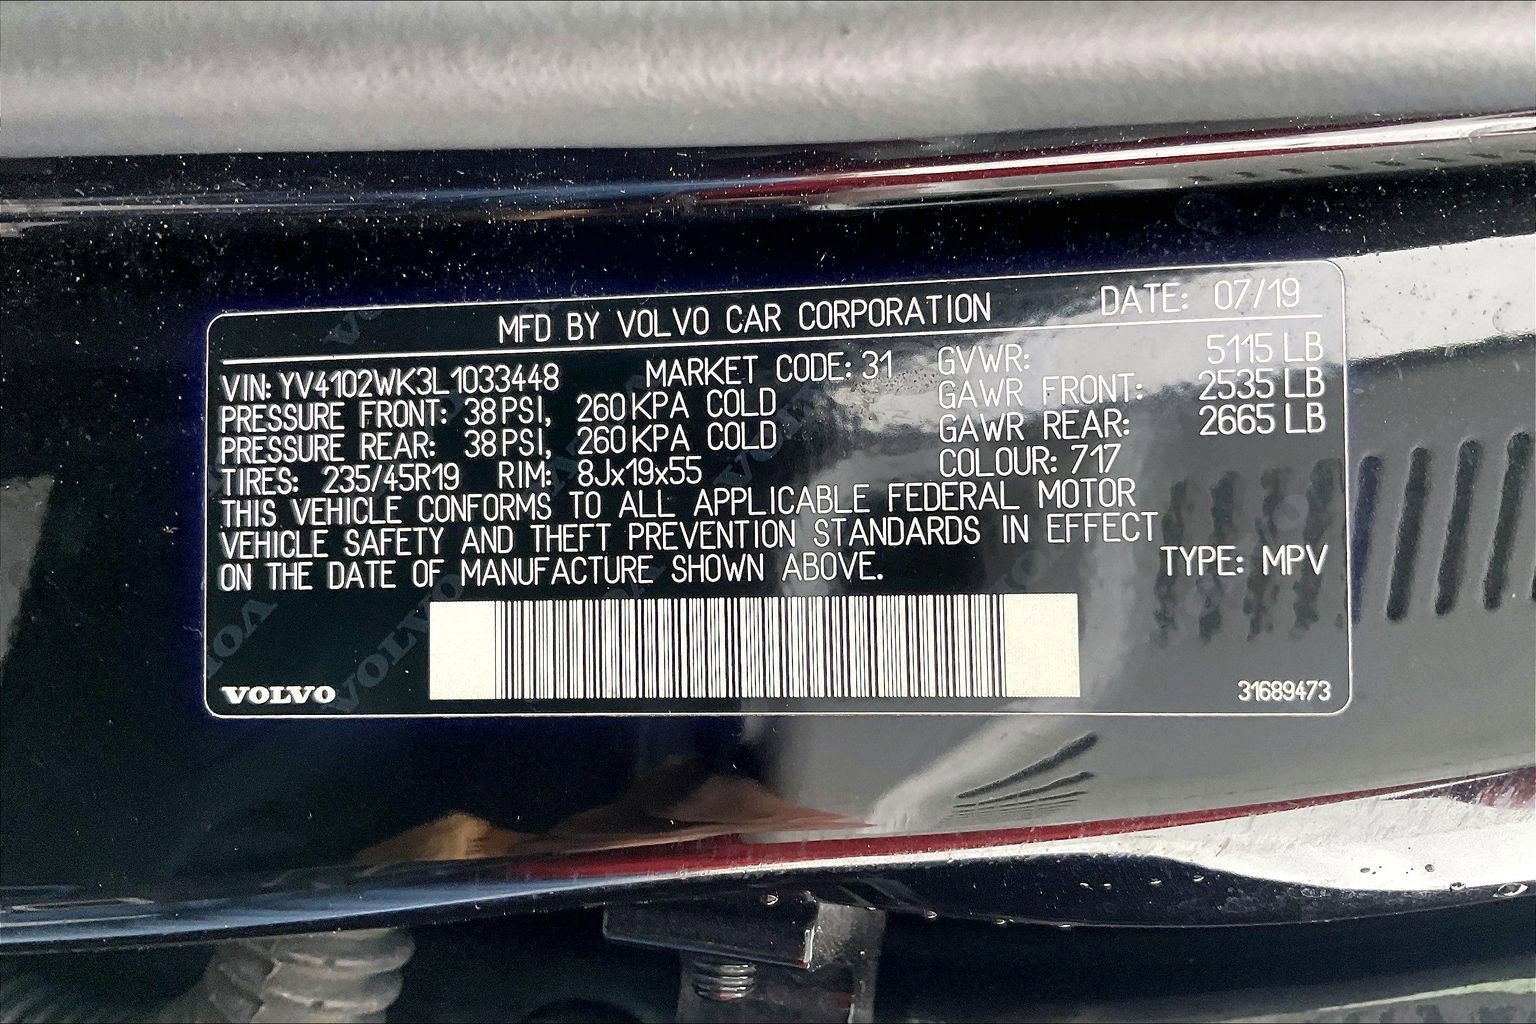 MFD BY VOLVO CAR CORPORATION DATE: 07/19
VIN: YV4102WK3L1033448 MARKET CODE: 31 GVWR: 5115 LB
PRESSURE FRONT: 38 PSI, 260 KPA COLD GAWR FRONT: 2535 LB
PRESSURE REAR: 38 PSI, 260 KPA COLD GAWR REAR: 2665 LB
TIRES: 235/45R19 RIM: 8Jx19x55 COLOUR: 717
THIS VEHICLE CONFORMS TO ALL APPLICABLE FEDERAL MOTOR
VEHICLE SAFETY AND THEFT PREVENTION STANDARDS IN EFFECT
ON THE DATE OF MANUFACTURE SHOWN ABOVE. TYPE: MPV
VOLVO 31689473